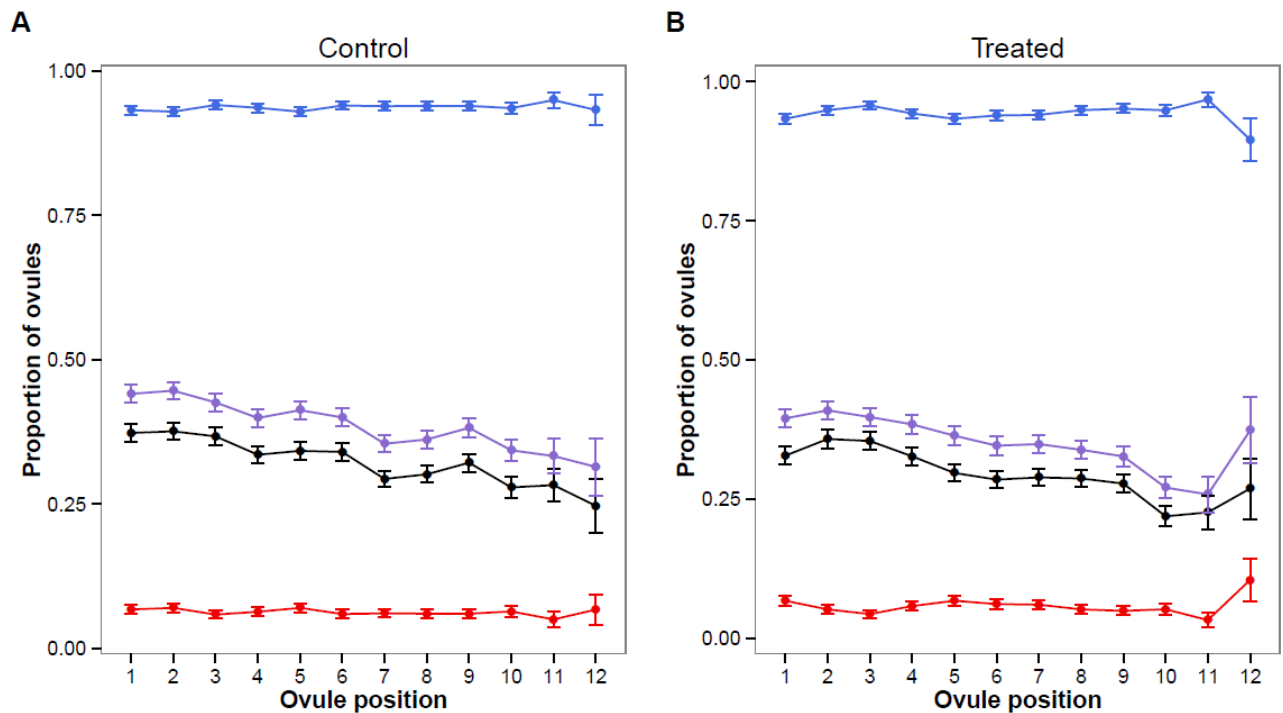 A
Control
1.00
0.75
0.50
0.25
0.00
Proportion of ovules
1 2 3 4 5 6 7 8 9 10 11 12
Ovule position
B
Treated
1.00
0.75
0.50
0.25
0.00
Proportion of ovules
1 2 3 4 5 6 7 8 9 10 11 12
Ovule position